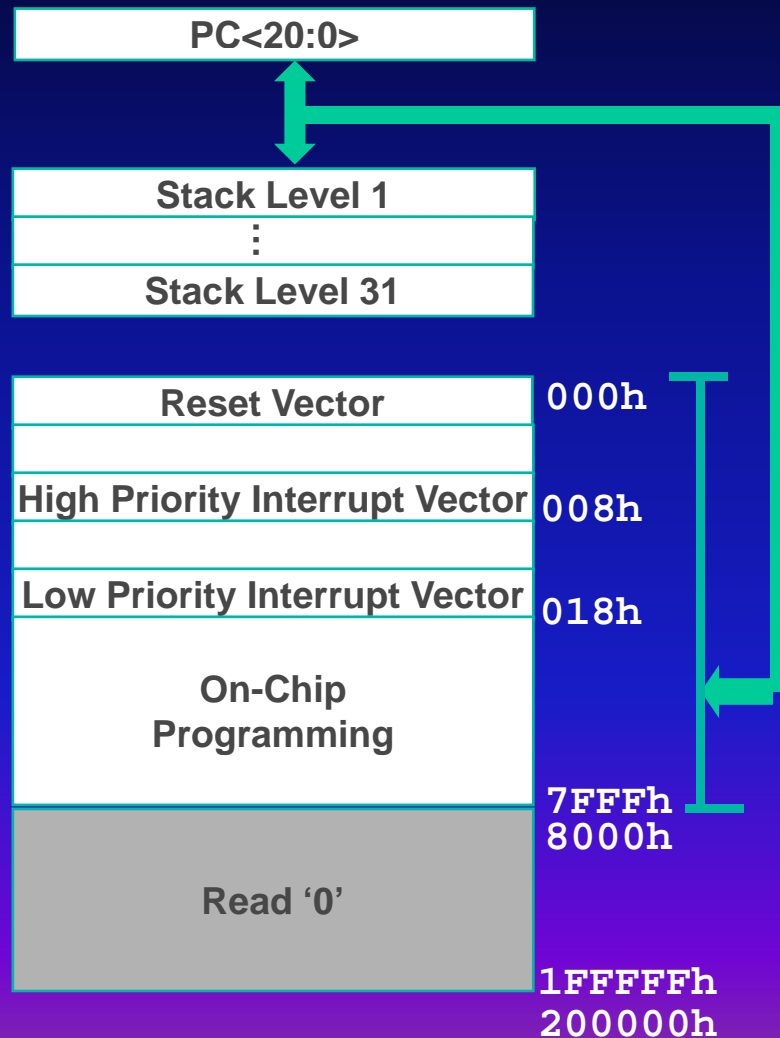 PC<20:0>
Stack Level 1
⋮
Stack Level 31
Reset Vector
000h
High Priority Interrupt Vector
008h
Low Priority Interrupt Vector
018h
On-Chip
Programming
7FFFh
8000h
Read ‘0’
1FFFFFh
200000h